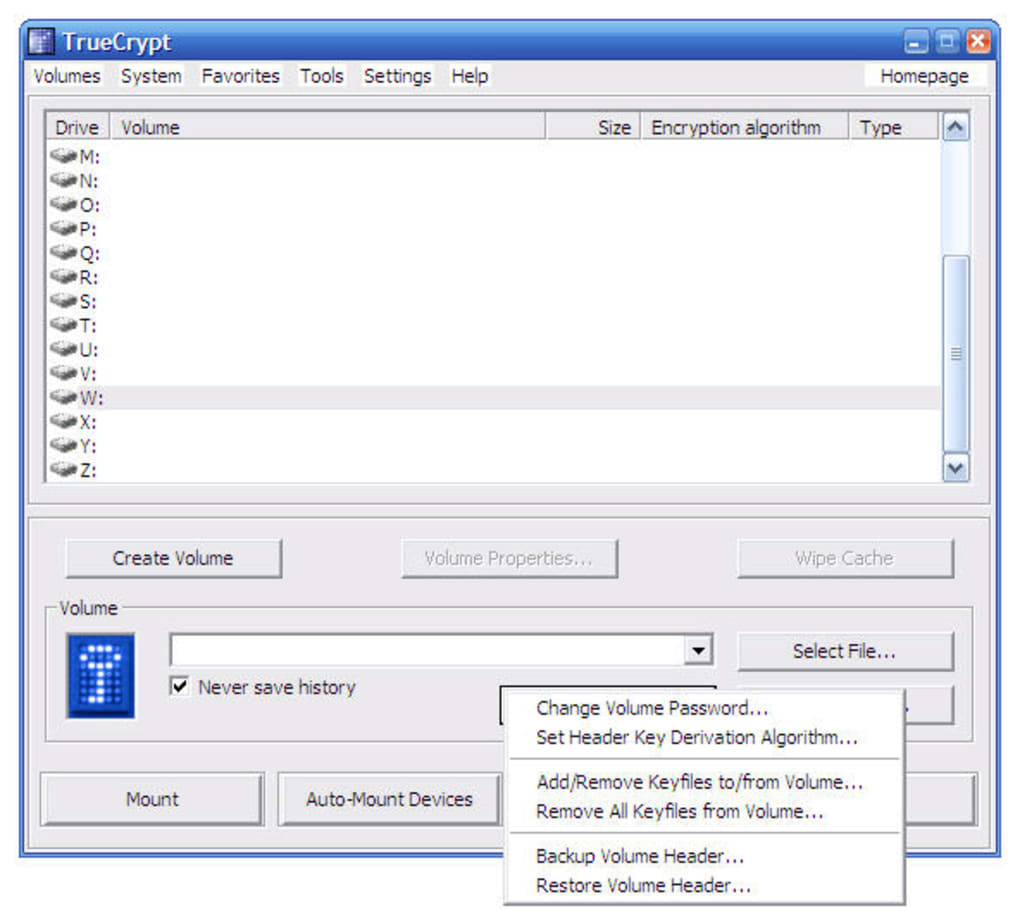 TrueCrypt
Volumes System Favorites Tools Settings Help Homepage
Drive Volume Size Encryption algorithm Type
M:
N:
O:
P:
Q:
R:
S:
T:
U:
V:
W:
X:
Y:
Z:
Create Volume Volume Properties... Wipe Cache
Volume
Select File...
Never save history
Change Volume Password...
Set Header Key Derivation Algorithm...
Add/Remove Keyfiles to/from Volume...
Mount Auto-Mount Devices
Remove All Keyfiles from Volume...
Backup Volume Header...
Restore Volume Header...